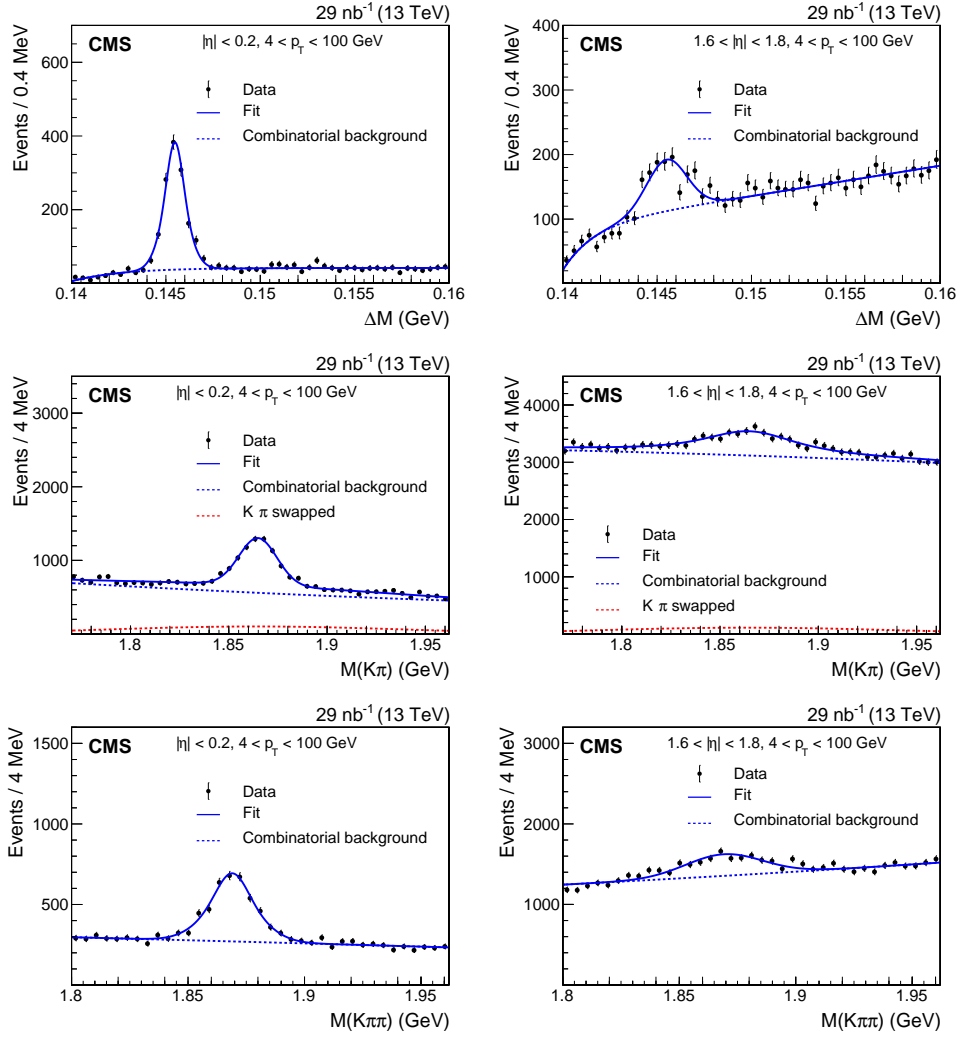 29 nb⁻¹ (13 TeV)
CMS
|η| < 0.2, 4 < p_T < 100 GeV
Events / 0.4 MeV
600
400
200
Data
Fit
Combinatorial background
0.14 0.145 0.15 0.155 0.16
ΔM (GeV)
29 nb⁻¹ (13 TeV)
CMS
1.6 < |η| < 1.8, 4 < p_T < 100 GeV
Events / 0.4 MeV
400
300
200
100
0
Data
Fit
Combinatorial background
0.14 0.145 0.15 0.155 0.16
ΔM (GeV)
29 nb⁻¹ (13 TeV)
CMS
|η| < 0.2, 4 < p_T < 100 GeV
Events / 4 MeV
3000
2000
1000
Data
Fit
Combinatorial background
K π swapped
1.8 1.85 1.9 1.95
M(Kπ) (GeV)
29 nb⁻¹ (13 TeV)
CMS
1.6 < |η| < 1.8, 4 < p_T < 100 GeV
Events / 4 MeV
4000
3000
2000
1000
Data
Fit
Combinatorial background
K π swapped
1.8 1.85 1.9 1.95
M(Kπ) (GeV)
29 nb⁻¹ (13 TeV)
CMS
|η| < 0.2, 4 < p_T < 100 GeV
Events / 4 MeV
1500
1000
500
Data
Fit
Combinatorial background
1.8 1.85 1.9 1.95
M(Kππ) (GeV)
29 nb⁻¹ (13 TeV)
CMS
1.6 < |η| < 1.8, 4 < p_T < 100 GeV
Events / 4 MeV
3000
2000
1000
Data
Fit
Combinatorial background
1.8 1.85 1.9 1.95
M(Kππ) (GeV)